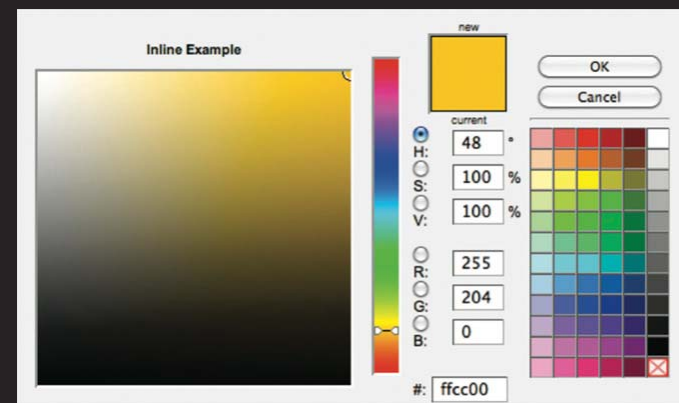 Inline Example
new
current
OK
Cancel
H: 48 °
S: 100 %
V: 100 %
R: 255
G: 204
B: 0
#: ffcc00